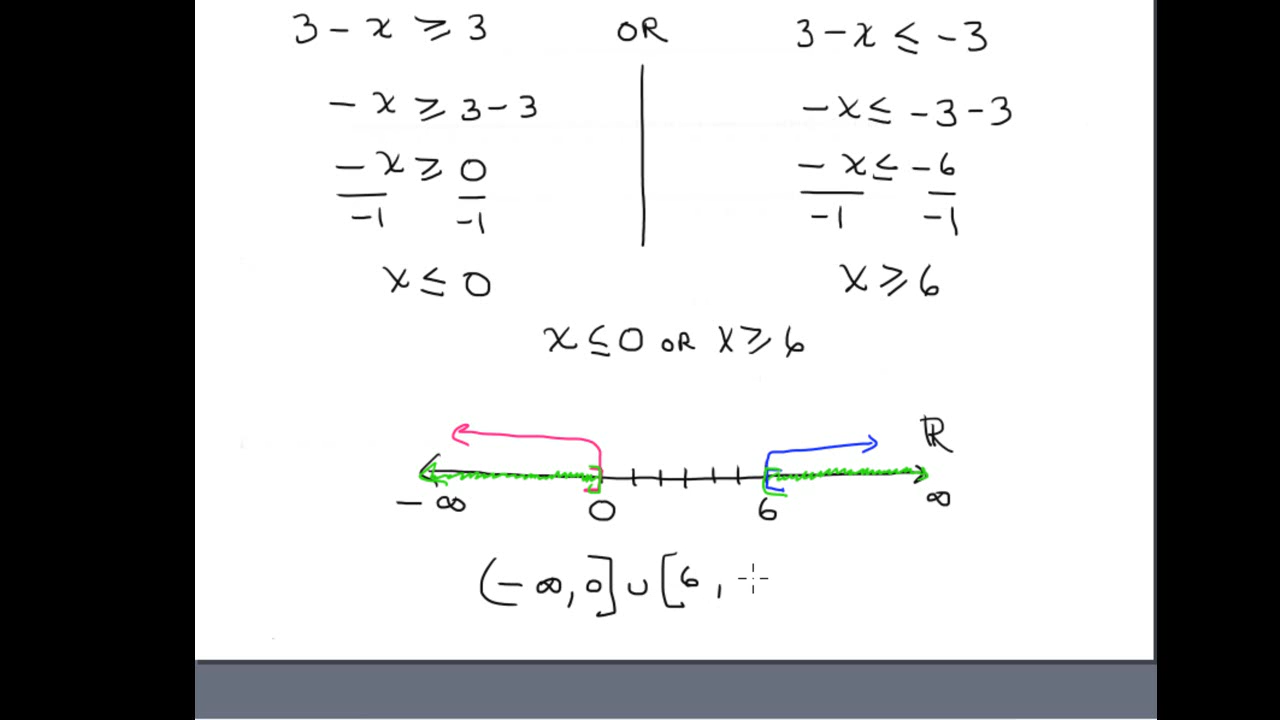 3 - x ≥ 3 OR 3 - x ≤ -3
- x ≥ 3 - 3 - x ≤ -3 - 3
- x ≥ 0 - x ≤ -6
-1 -1 -1 -1
x ≤ 0 x ≥ 6
x ≤ 0 OR x ≥ 6
ℝ
- ∞ 0 6 ∞
(- ∞, 0] ∪ [6 ,